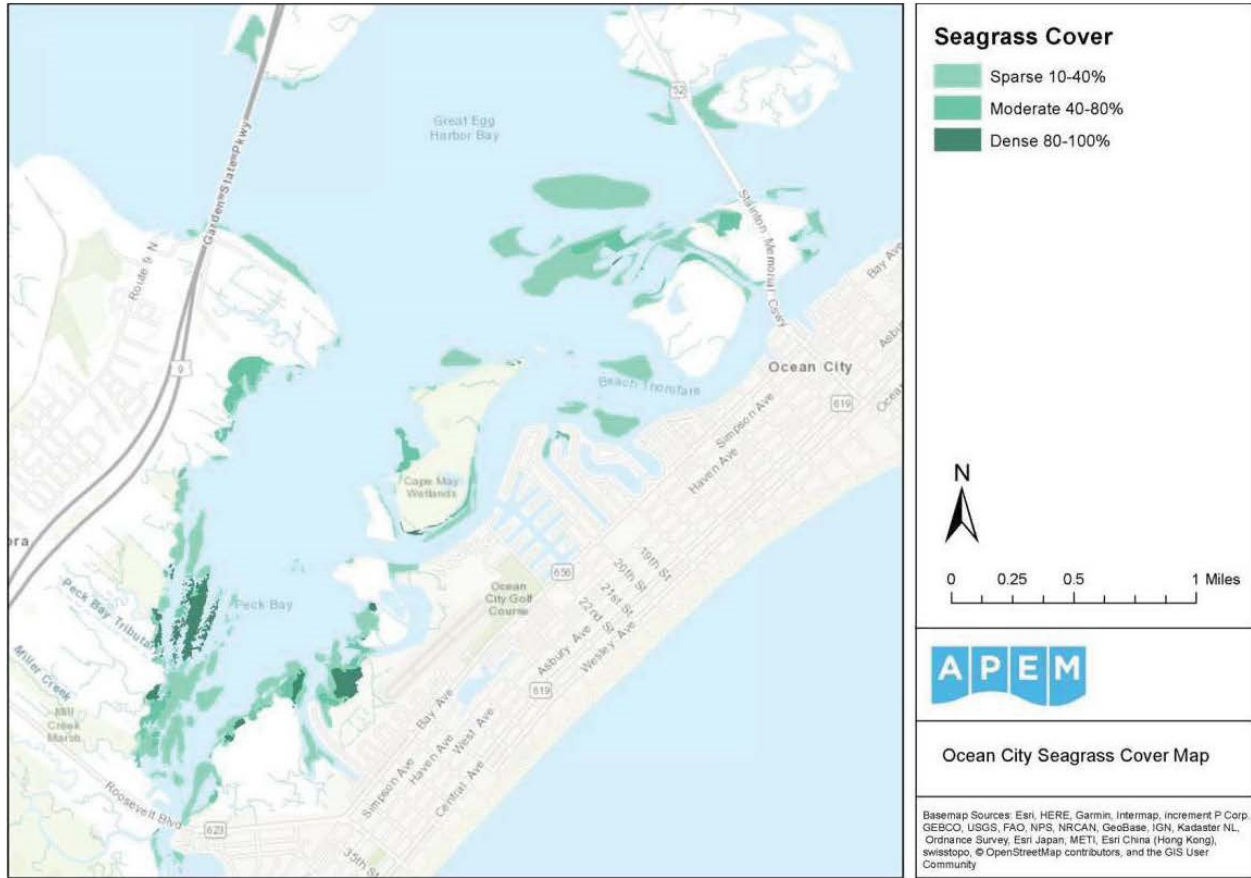 52
Great Egg
Harbor Bay
Garden State Pkwy
Stainton Memorial Cswy
Route 9 N
Bay Ave
Asbu
9
Ocean City
Beach Thorofare
619
Ocean
Simpson Ave
Haven Ave
Cape May
Wetlands
ora
19th St
656
20th St
Ocean
City Golf
Course
21st St
Peck Bay
22nd St
Peck Bay Tributa
Asbury Ave
Wesley Ave
Miller Creek
619
Bay Ave
West Ave
Mill
Creek
Marsh
Haven Ave
Simpson Ave
Central Ave
Roosevelt Blvd
623
35th St
Seagrass Cover
Sparse 10-40%
Moderate 40-80%
Dense 80-100%
N
0 0.25 0.5 1 Miles
APEM
Ocean City Seagrass Cover Map
Basemap Sources: Esri, HERE, Garmin, Intermap, increment P Corp.
GEBCO, USGS, FAO, NPS, NRCAN, GeoBase, IGN, Kadaster NL,
Ordnance Survey, Esri Japan, METI, Esri China (Hong Kong),
swisstopo, © OpenStreetMap contributors, and the GIS User
Community